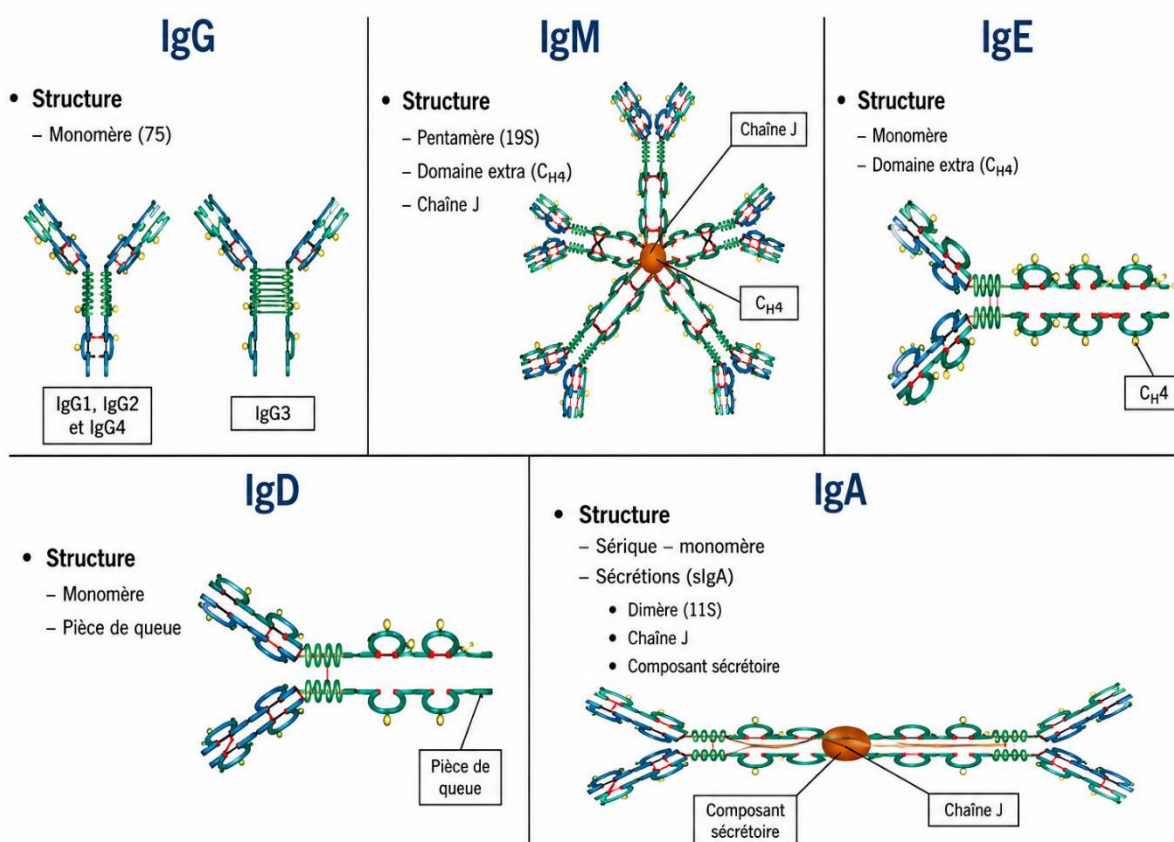 IgG
• Structure
– Monomère (75)
IgG1, IgG2
et IgG4
IgG3
IgM
• Structure
– Pentamère (19S)
– Domaine extra (CH4)
– Chaîne J
Chaîne J
CH4
IgE
• Structure
– Monomère
– Domaine extra (CH4)
CH4
IgD
• Structure
– Monomère
– Pièce de queue
Pièce de
queue
IgA
• Structure
– Sérique – monomère
– Sécrétions (sIgA)
• Dimère (11S)
• Chaîne J
• Composant sécrétoire
Composant
sécrétoire
Chaîne J